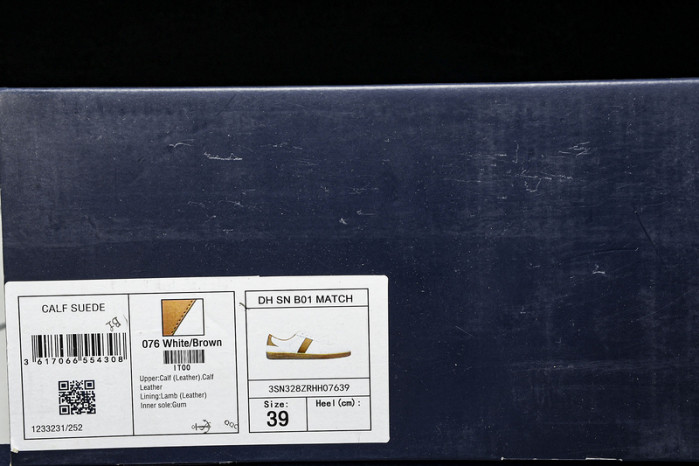 CALF SUEDE
3 617066 554308
1233231/252
076 White/Brown
IT00
Upper:Calf (Leather).Calf
Leather
Lining:Lamb (Leather)
Inner sole:Gum
DH SN B01 MATCH
3SN328ZRHH07639
Size:
39
Heel(cm):